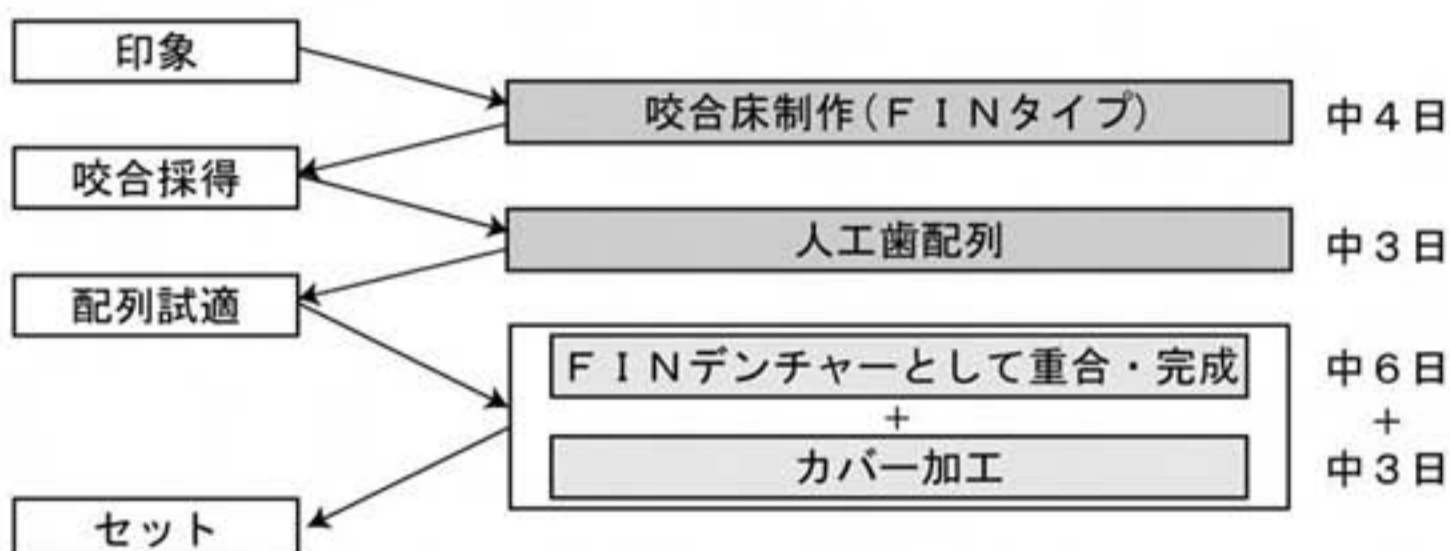 印象
咬合床制作(FINタイプ) 中4日
咬合採得
人工歯配列 中3日
配列試適
FINデンチャーとして重合・完成 中6日
+ +
カバー加工 中3日
セット